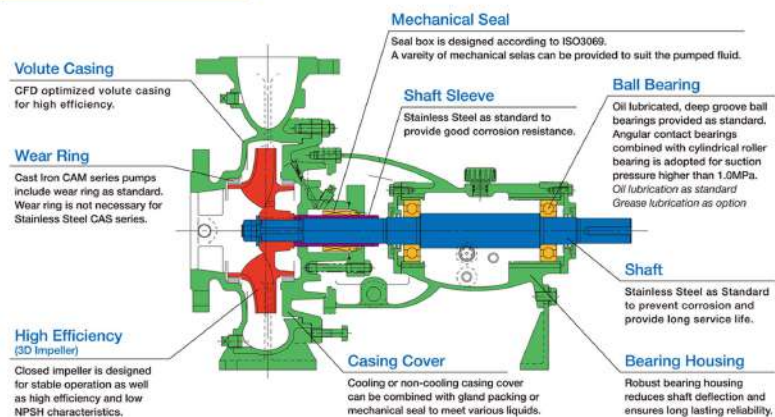 Mechanical Seal
Seal box is designed according to ISO3069.
A vareity of mechanical selas can be provided to suit the pumped fluid.
Volute Casing
CFD optimized volute casing
for high efficiency.
Shaft Sleeve
Stainless Steel as standard to
provide good corrosion resistance.
Ball Bearing
Oil lubricated, deep groove ball
bearings provided as standard.
Angular contact bearings
combined with cylindrical roller
bearing is adopted for suction
pressure higher than 1.0MPa.
Oil lubrication as standard
Grease lubrication as option
Wear Ring
Cast Iron CAM series pumps
include wear ring as standard.
Wear ring is not necessary for
Stainless Steel CAS series.
Shaft
Stainless Steel as Standard
to prevent corrosion and
provide long service life.
High Efficiency
(3D Impeller)
Closed impeller is designed
for stable operation as well
as high efficiency and low
NPSH characteristics.
Casing Cover
Cooling or non-cooling casing cover
can be combined with gland packing or
mechanical seal to meet various liquids.
Bearing Housing
Robust bearing housing
reduces shaft deflection and
ensures long lasting reliability.